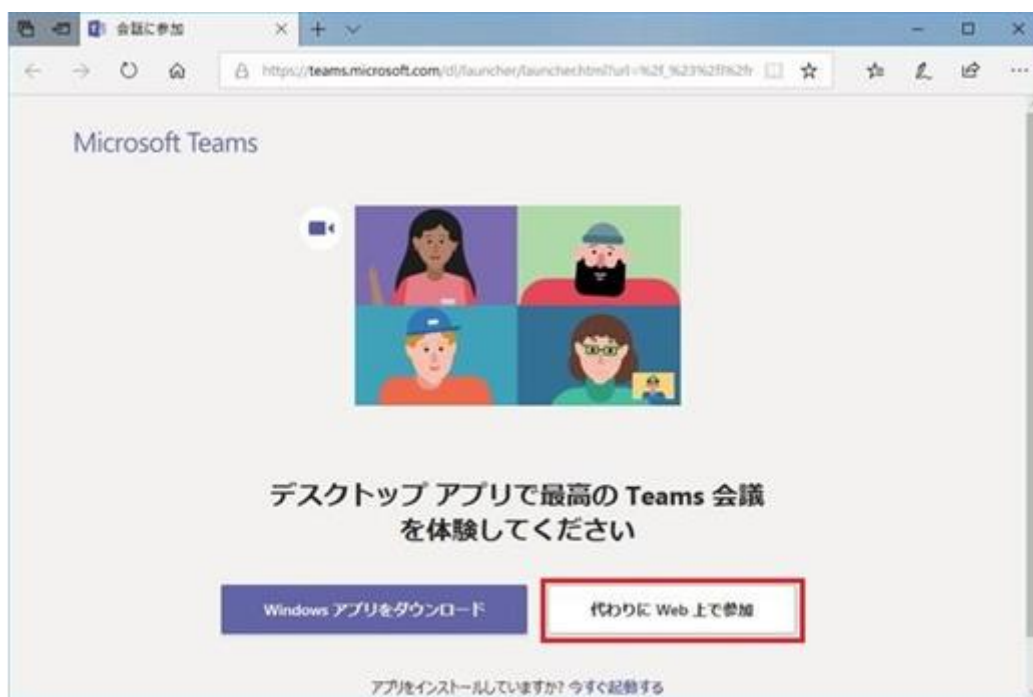 会話に参加
https://teams.microsoft.com/dl/launcher/launcher.html?url=%2f_%23%2fl%2fr
Microsoft Teams
デスクトップ アプリで最高の Teams 会議
を体験してください
Windows アプリをダウンロード
代わりに Web 上で参加
アプリをインストールしていますか? 今すぐ起動する